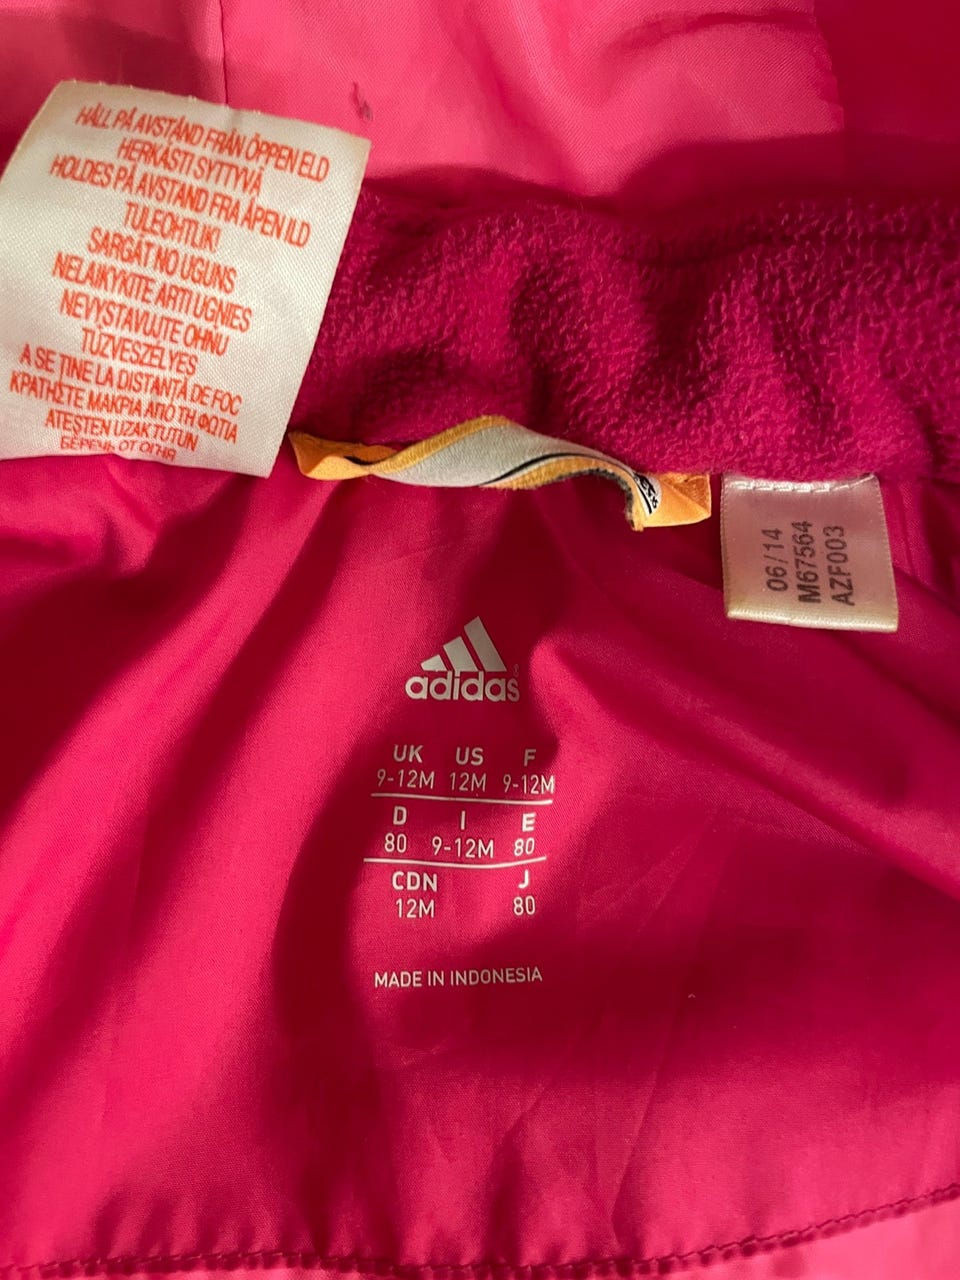 HÅLL PÅ AVSTÅND FRÅN ÖPPEN ELD
HERKÄSTI SYTTYVÄ
HOLDES PÅ AVSTAND FRA ÅPEN ILD
TULEOHTLIK!
SARGĀT NO UGUNS
NELAIKYKITE ARTI UGNIES
NEVYSTAVUJTE OHNU
TŰZVESZÉLYES
A SE ȚINE LA DISTANȚĂ DE FOC
ΚΡΑΤΗΣΤΕ ΜΑΚΡΙΑ ΑΠΟ ΤΗ ΦΩΤΙΑ
ATEŞTEN UZAK TUTUN
БЕРЕЧЬ ОТ ОГНЯ
06/14
M67564
AZF003
adidas
UK US F
9-12M 12M 9-12M
D I E
80 9-12M 80
CDN J
12M 80
MADE IN INDONESIA